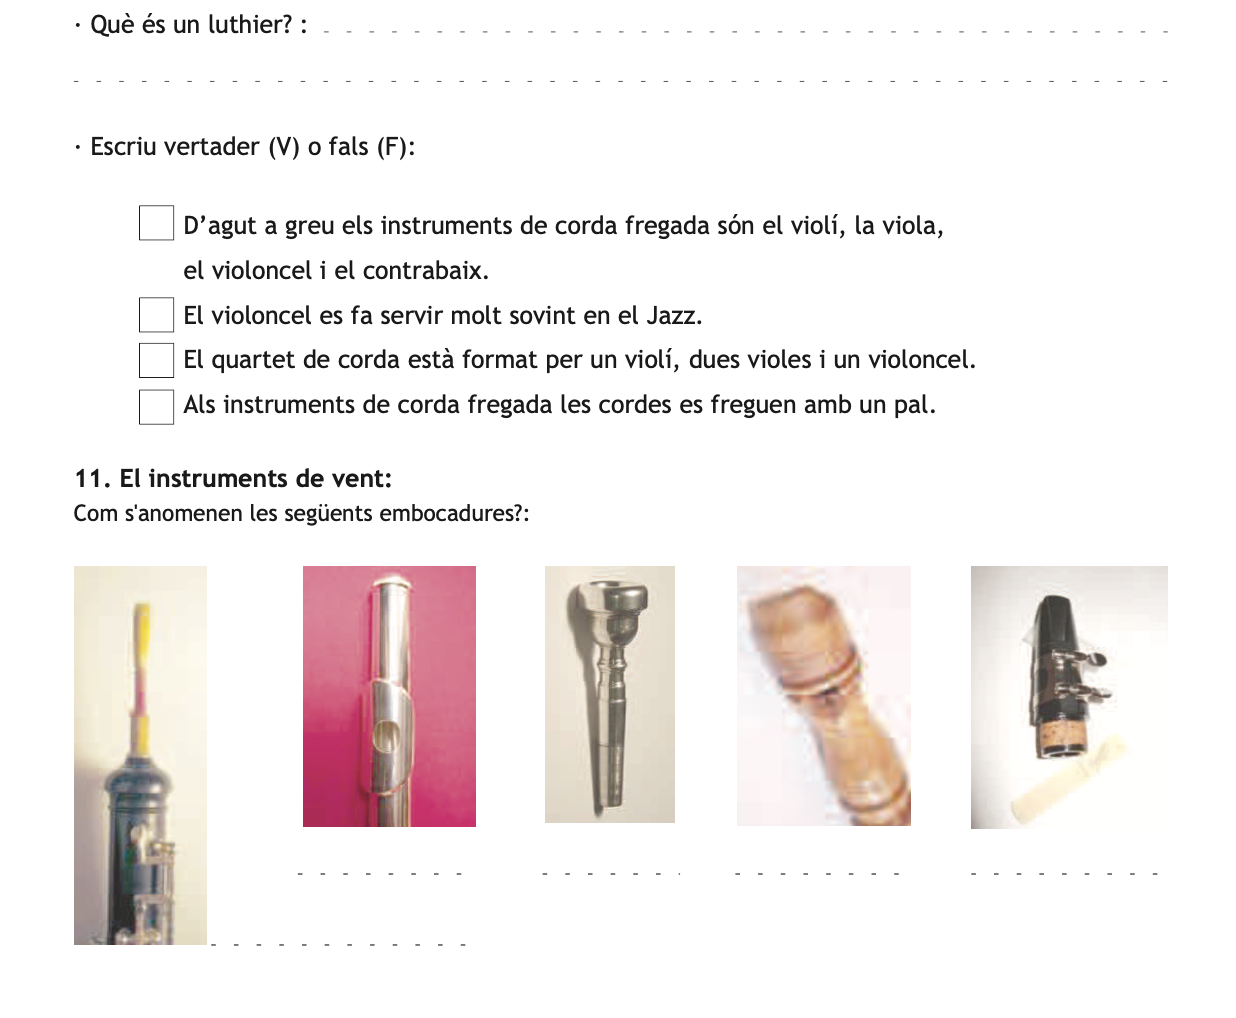 · Què és un luthier? :
· Escriu vertader (V) o fals (F):
D’agut a greu els instruments de corda fregada són el violí, la viola,
el violoncel i el contrabaix.
El violoncel es fa servir molt sovint en el Jazz.
El quartet de corda està format per un violí, dues violes i un violoncel.
Als instruments de corda fregada les cordes es freguen amb un pal.
11. El instruments de vent:
Com s'anomenen les següents embocadures?: